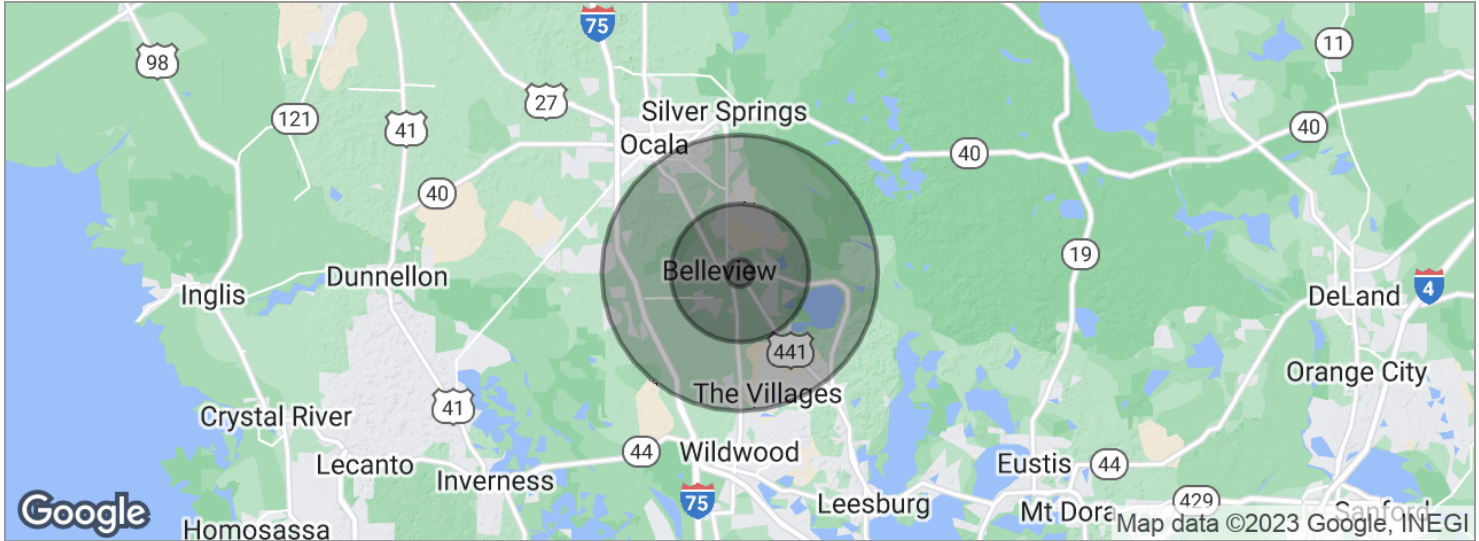 75
11
98
27
Silver Springs
121
41
40
Ocala
40
40
19
Belleview
Dunnellon
Inglis
DeLand
4
441
Orange City
The Villages
41
Crystal River
44
Wildwood
Lecanto
Eustis
44
Inverness
75
Leesburg
429
Mt Dora
Sanford
Google
Homosassa
Map data ©2023 Google, INEGI